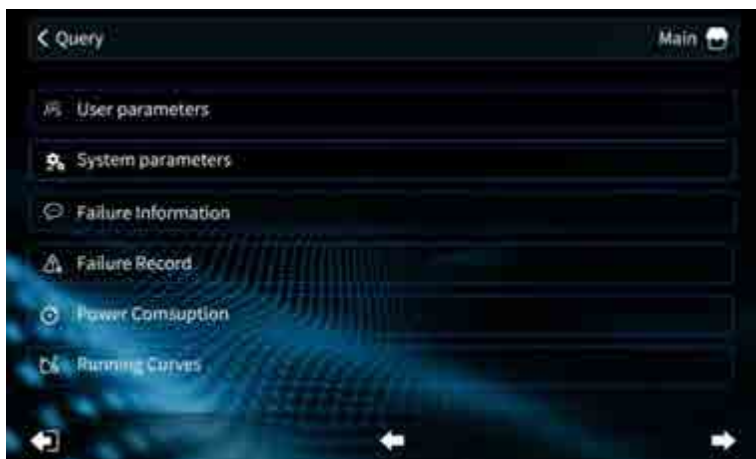 Query
Main
User parameters
System parameters
Failure Information
Failure Record
Power Comsuption
Running Curves